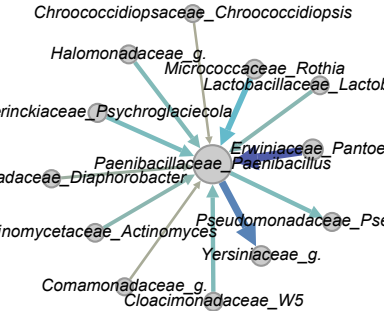 Chroococcidiopsaceae_Chroococcidiopsis
Halomonadaceae_g.
Micrococcaceae_Rothia
Lactobacillaceae_Lactob
erinckiaceae_Psychroglaciecola
Erwiniaceae_Pantoe
Paenibacillaceae_Paenibacillus
adaceae_Diaphorobacter
Pseudomonadaceae_Pse
inomycetaceae_Actinomyces
Yersiniaceae_g.
Comamonadaceae_g.
Cloacimonadaceae_W5